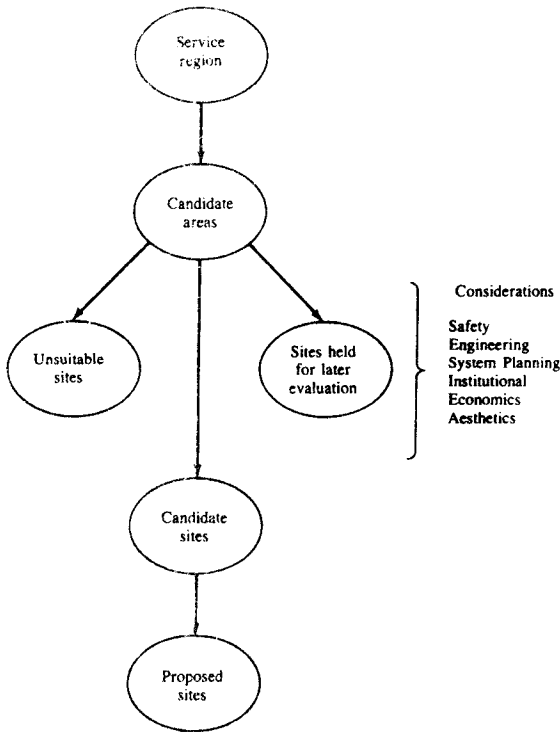 Service
region
Candidate
areas
Unsuitable
sites
Sites held
for later
evaluation
Considerations
Safety
Engineering
System Planning
Institutional
Economics
Aesthetics
Candidate
sites
Proposed
sites